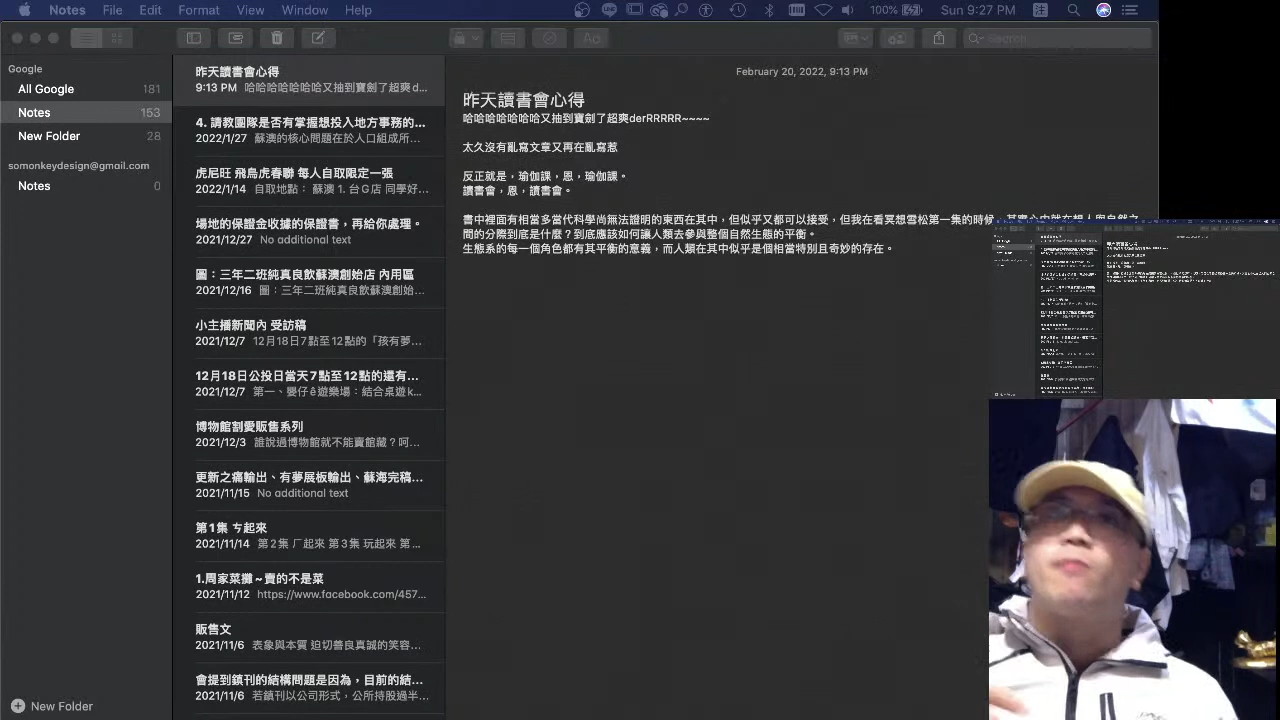 Notes File Edit Format View Window Help 100% Sun 9:27 PM 注
Aa Search
Google
All Google 181
Notes 153
New Folder 28
somonkeydesign@gmail.com
Notes 0
New Folder
昨天讀書會心得
9:13 PM 哈哈哈哈哈哈哈又抽到寶劍了超爽d...
4. 請教團隊是否有掌握想投入地方事務的...
2022/1/27 蘇澳的核心問題在於人口組成所...
虎尼旺 飛鳥虎春聯 每人自取限定一張
2022/1/14 自取地點： 蘇澳 1. 台G店 同學好...
場地的保證金收據的保證書，再給你處理。
2021/12/27 No additional text
圖：三年二班純真良飲蘇澳創始店 內用區
2021/12/16 圖：三年二班純真良飲蘇澳創始...
小主播新聞內 受訪稿
2021/12/7 12月18日7點至12點的「孩有夢...
12月18日公投日當天7點至12點的還有...
2021/12/7 第一、嬰仔ê遊樂場：結合桌遊k...
博物館割愛販售系列
2021/12/3 誰說過博物館就不能賣館藏？呵...
更新之痛輸出、有夢展板輸出、蘇海完稿...
2021/11/15 No additional text
第1集 ㄘ起來
2021/11/14 第２集 ㄏ起來 第３集 玩起來 第...
1.周家菜攤～賣的不是菜
2021/11/12 https://www.facebook.com/457...
販售文
2021/11/6 表象與本質 迫切善良真誠的笑容...
會提到鎮刊的結構問題是因為，目前的結...
2021/11/6 若鎮刊以公司形式，公所持股過半...
February 20, 2022, 9:13 PM
昨天讀書會心得
哈哈哈哈哈哈哈又抽到寶劍了超爽derRRRRR~~~~
太久沒有亂寫文章又再在亂寫惹
反正就是，瑜伽課，恩，瑜伽課。
讀書會，恩，讀書會。
書中裡面有相當多當代科學尚無法證明的東西在其中，但似乎又都可以接受，但我在看冥想雪松第一集的時候，其實心中就在想人與自然之
間的分際到底是什麼？到底應該如何讓人類去參與整個自然生態的平衡。
生態系的每一個角色都有其平衡的意義，而人類在其中似乎是個相當特別且奇妙的存在。